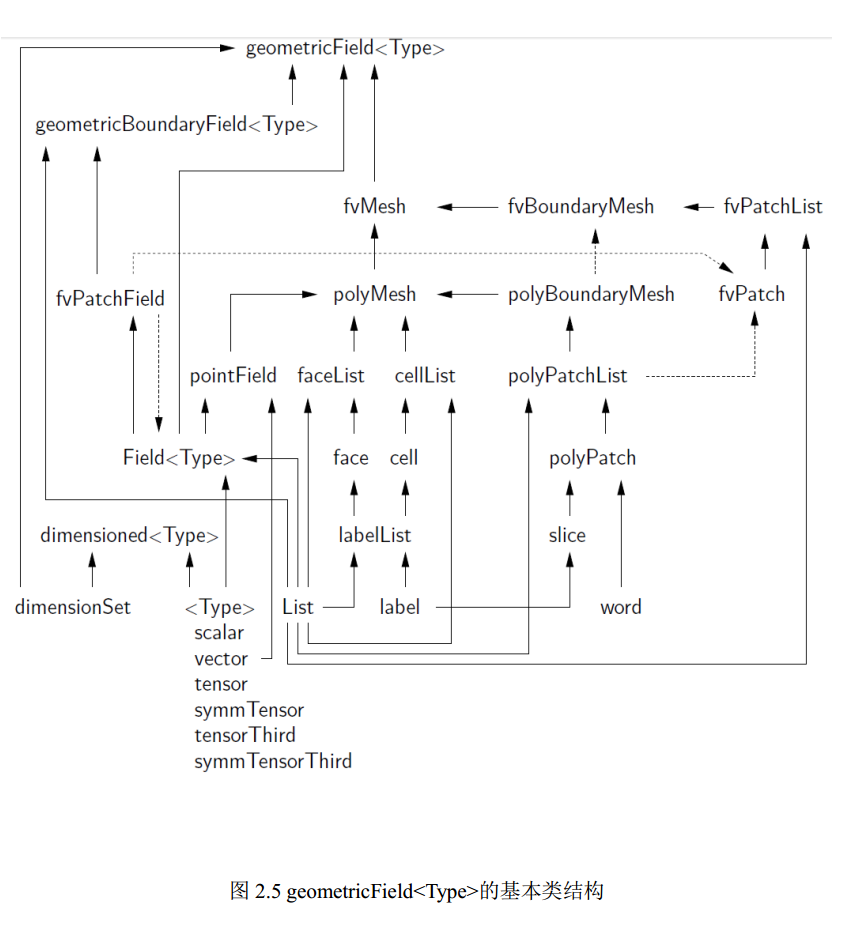 geometricField<Type>
geometricBoundaryField<Type>
fvMesh fvBoundaryMesh fvPatchList
fvPatchField polyMesh polyBoundaryMesh fvPatch
pointField faceList cellList polyPatchList
Field<Type> face cell polyPatch
dimensioned<Type> labelList slice
dimensionSet <Type> List label word
scalar
vector
tensor
symmTensor
tensorThird
symmTensorThird
图 2.5 geometricField<Type>的基本类结构